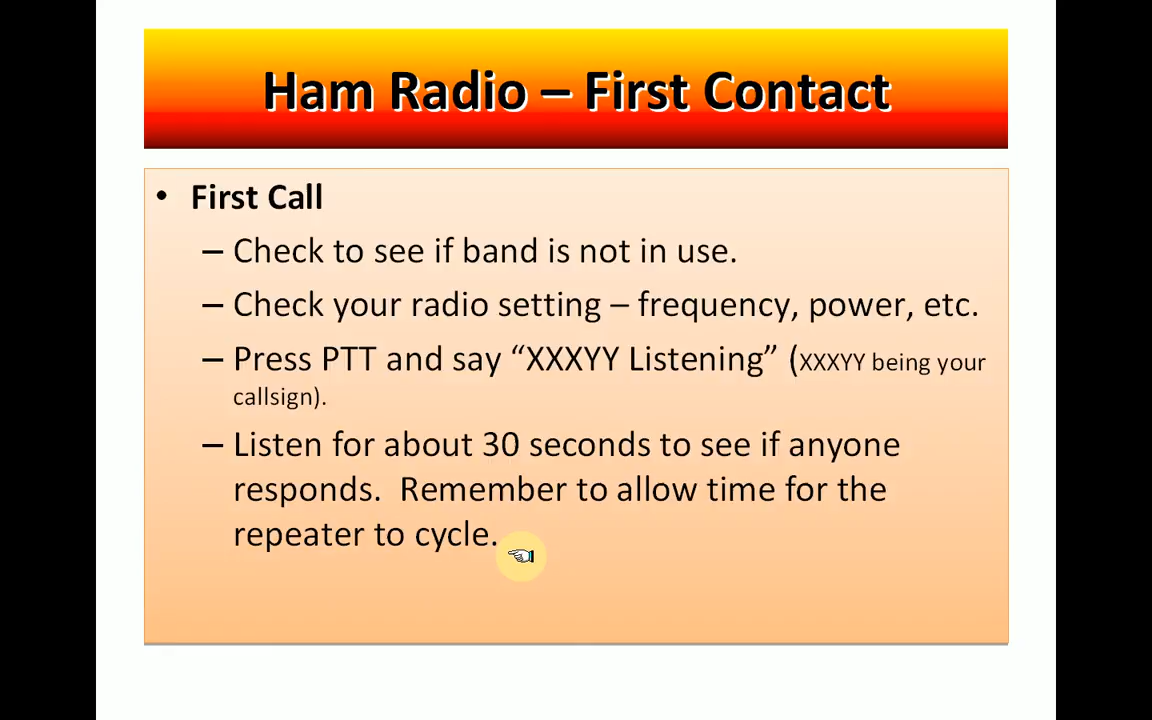 Ham Radio – First Contact
• First Call
– Check to see if band is not in use.
– Check your radio setting – frequency, power, etc.
– Press PTT and say “XXXYY Listening” (XXXYY being your
callsign).
– Listen for about 30 seconds to see if anyone
responds.  Remember to allow time for the
repeater to cycle.